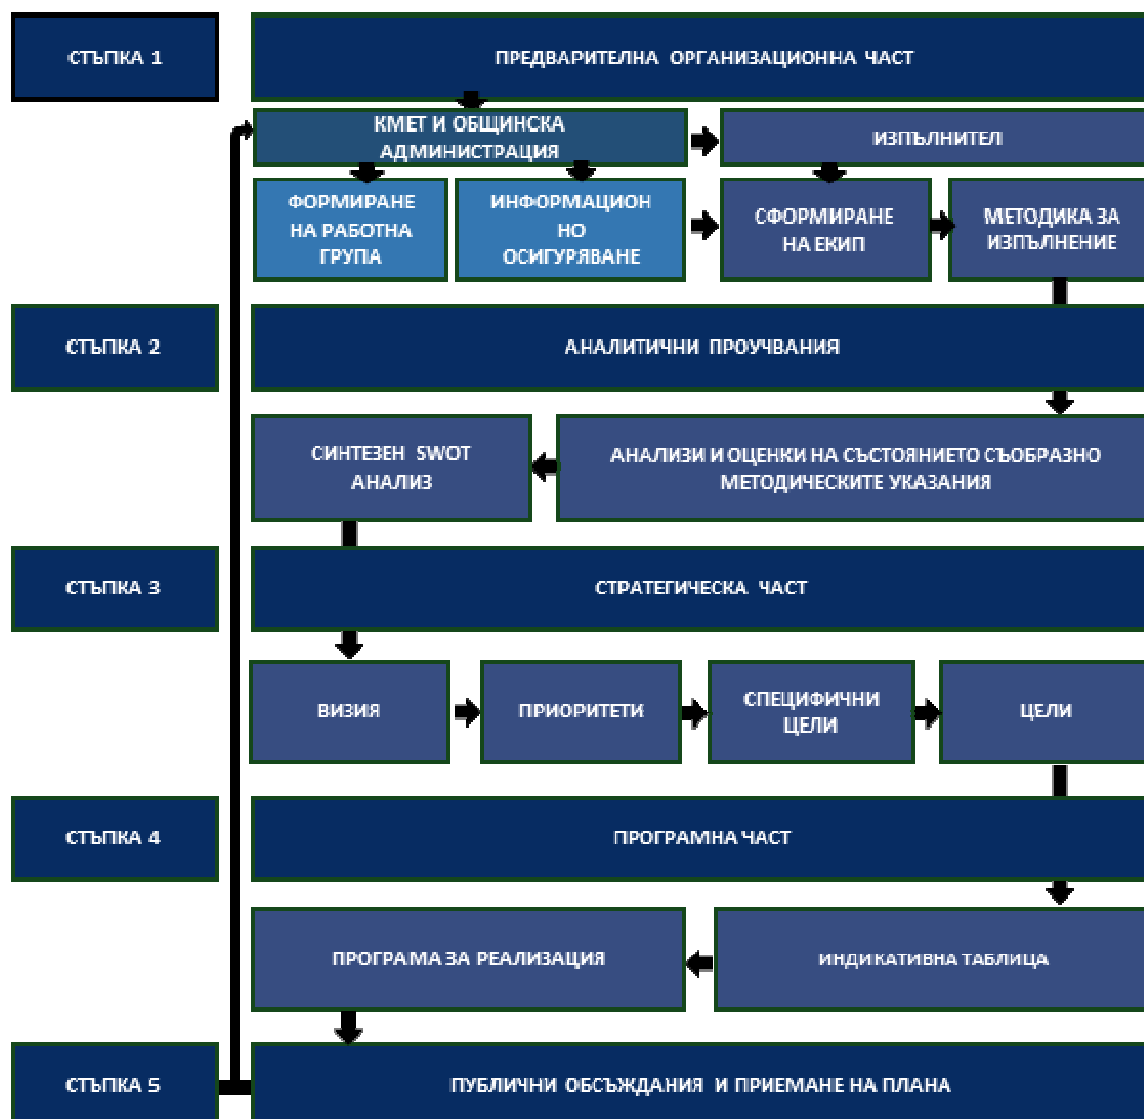 СТЪПКА 1
ПРЕДВАРИТЕЛНА ОРГАНИЗАЦИОННА ЧАСТ
КМЕТ И ОБЩИНСКА
АДМИНИСТРАЦИЯ
ИЗПЪЛНИТЕЛ
ФОРМИРАНЕ
НА РАБОТНА
ГРУПА
ИНФОРМАЦИОН
НО
ОСИГУРЯВАНЕ
СФОРМИРАНЕ
НА ЕКИП
МЕТОДИКА ЗА
ИЗПЪЛНЕНИЕ
СТЪПКА 2
АНАЛИТИЧНИ ПРОУЧВАНИЯ
СИНТЕЗЕН SWOT
АНАЛИЗ
АНАЛИЗИ И ОЦЕНКИ НА СЪСТОЯНИЕТО СЪОБРАЗНО
МЕТОДИЧЕСКИТЕ УКАЗАНИЯ
СТЪПКА 3
СТРАТЕГИЧЕСКА ЧАСТ
ВИЗИЯ
ПРИОРИТЕТИ
СПЕЦИФИЧНИ
ЦЕЛИ
ЦЕЛИ
СТЪПКА 4
ПРОГРАМНА ЧАСТ
ПРОГРАМА ЗА РЕАЛИЗАЦИЯ
ИНДИКАТИВНА ТАБЛИЦА
СТЪПКА 5
ПУБЛИЧНИ ОБСЪЖДАНИЯ И ПРИЕМАНЕ НА ПЛАНА